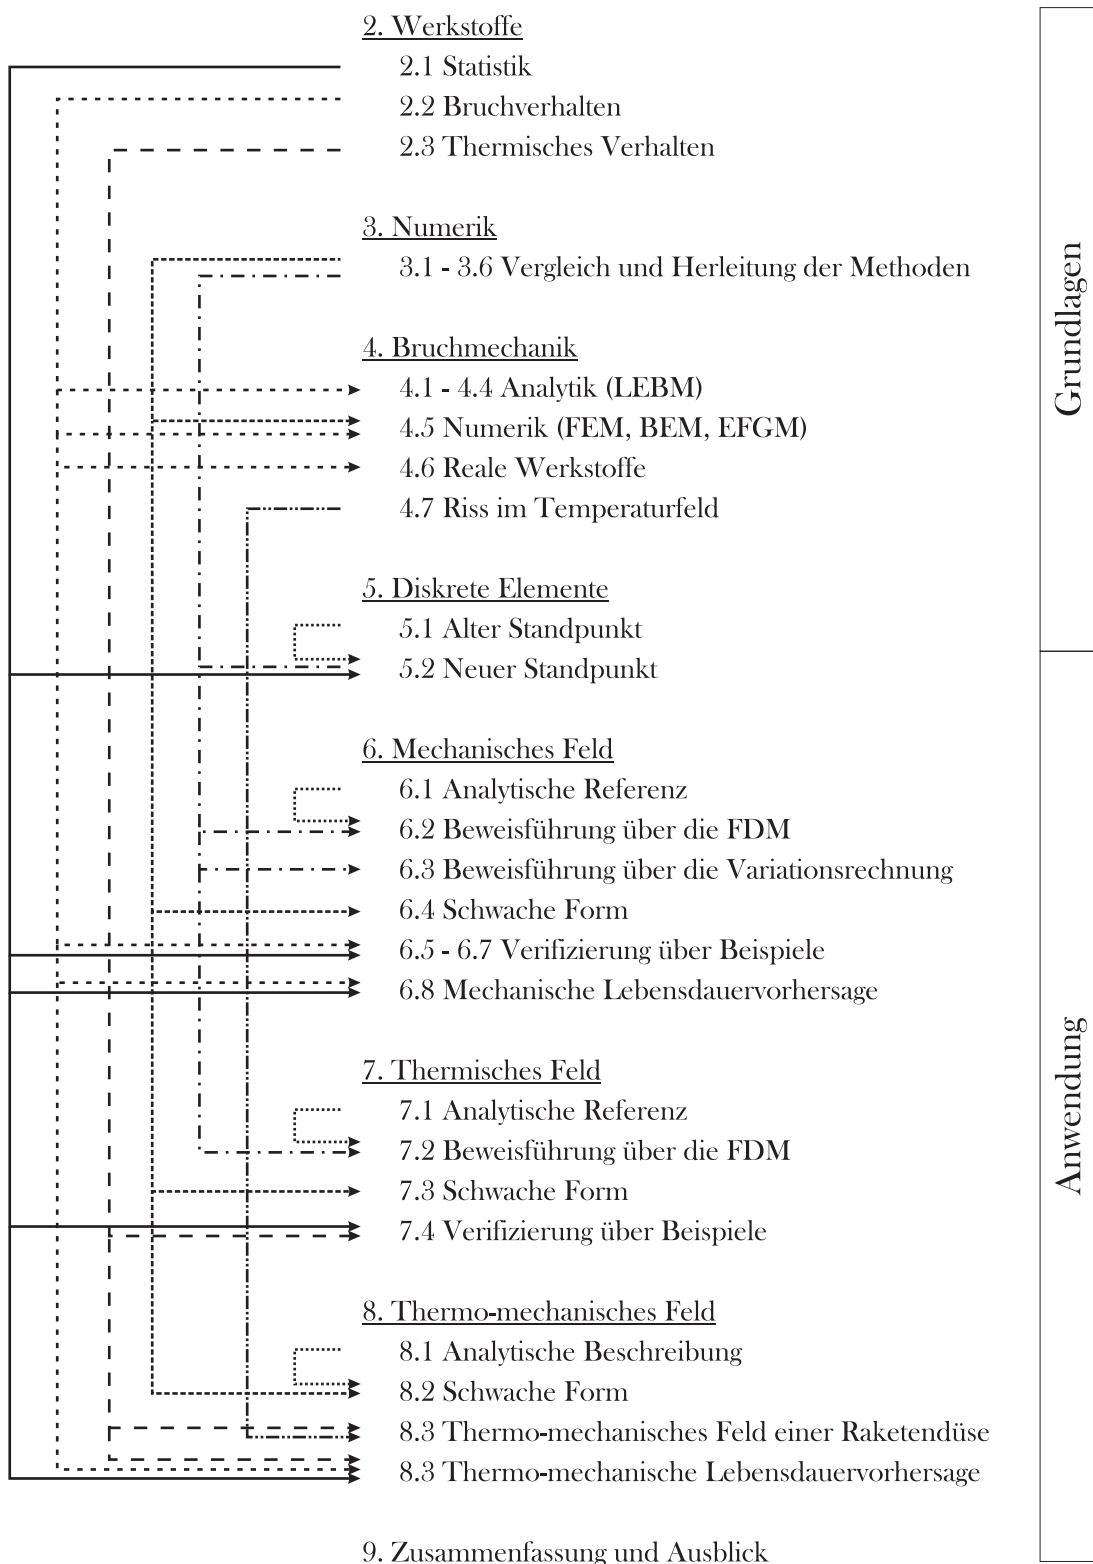 2. Werkstoffe
2.1 Statistik
2.2 Bruchverhalten
2.3 Thermisches Verhalten
3. Numerik
3.1 - 3.6 Vergleich und Herleitung der Methoden
4. Bruchmechanik
4.1 - 4.4 Analytik (LEBM)
4.5 Numerik (FEM, BEM, EFGM)
4.6 Reale Werkstoffe
4.7 Riss im Temperaturfeld
5. Diskrete Elemente
5.1 Alter Standpunkt
5.2 Neuer Standpunkt
6. Mechanisches Feld
6.1 Analytische Referenz
6.2 Beweisführung über die FDM
6.3 Beweisführung über die Variationsrechnung
6.4 Schwache Form
6.5 - 6.7 Verifizierung über Beispiele
6.8 Mechanische Lebensdauervorhersage
7. Thermisches Feld
7.1 Analytische Referenz
7.2 Beweisführung über die FDM
7.3 Schwache Form
7.4 Verifizierung über Beispiele
8. Thermo-mechanisches Feld
8.1 Analytische Beschreibung
8.2 Schwache Form
8.3 Thermo-mechanisches Feld einer Raketendüse
8.3 Thermo-mechanische Lebensdauervorhersage
9. Zusammenfassung und Ausblick
Grundlagen
Anwendung